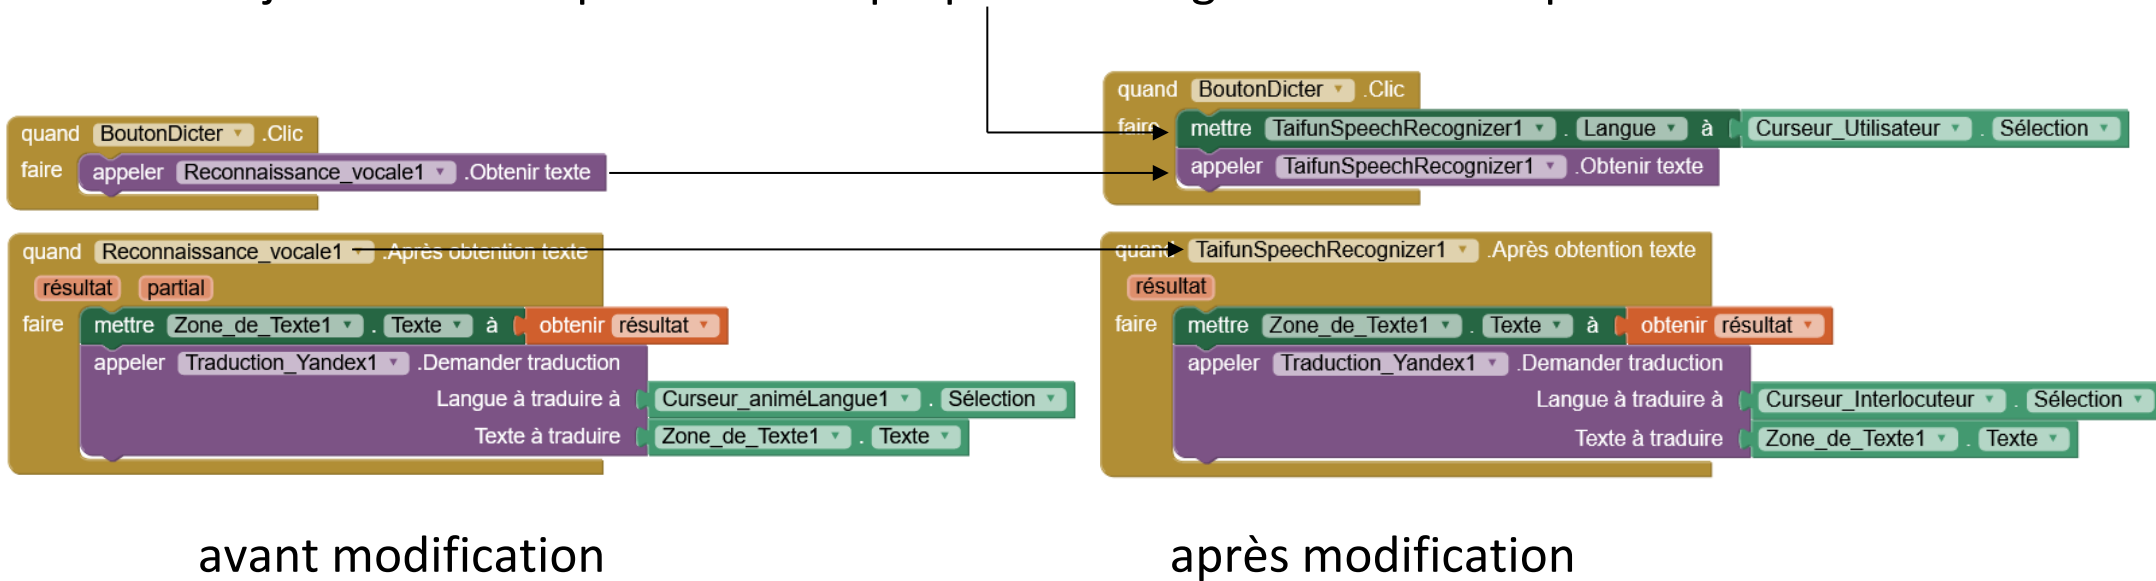 quand BoutonDicter .Clic
faire appeler Reconnaissance_vocale1 .Obtenir texte
quand Reconnaissance_vocale1 .Après obtention texte
résultat partial
faire mettre Zone_de_Texte1 . Texte à obtenir résultat
appeler Traduction_Yandex1 .Demander traduction
Langue à traduire à Curseur_animéLangue1 . Sélection
Texte à traduire Zone_de_Texte1 . Texte
avant modification
quand BoutonDicter .Clic
faire mettre TaifunSpeechRecognizer1 . Langue à Curseur_Utilisateur . Sélection
appeler TaifunSpeechRecognizer1 .Obtenir texte
quand TaifunSpeechRecognizer1 .Après obtention texte
résultat
faire mettre Zone_de_Texte1 . Texte à obtenir résultat
appeler Traduction_Yandex1 .Demander traduction
Langue à traduire à Curseur_Interlocuteur . Sélection
Texte à traduire Zone_de_Texte1 . Texte
après modification